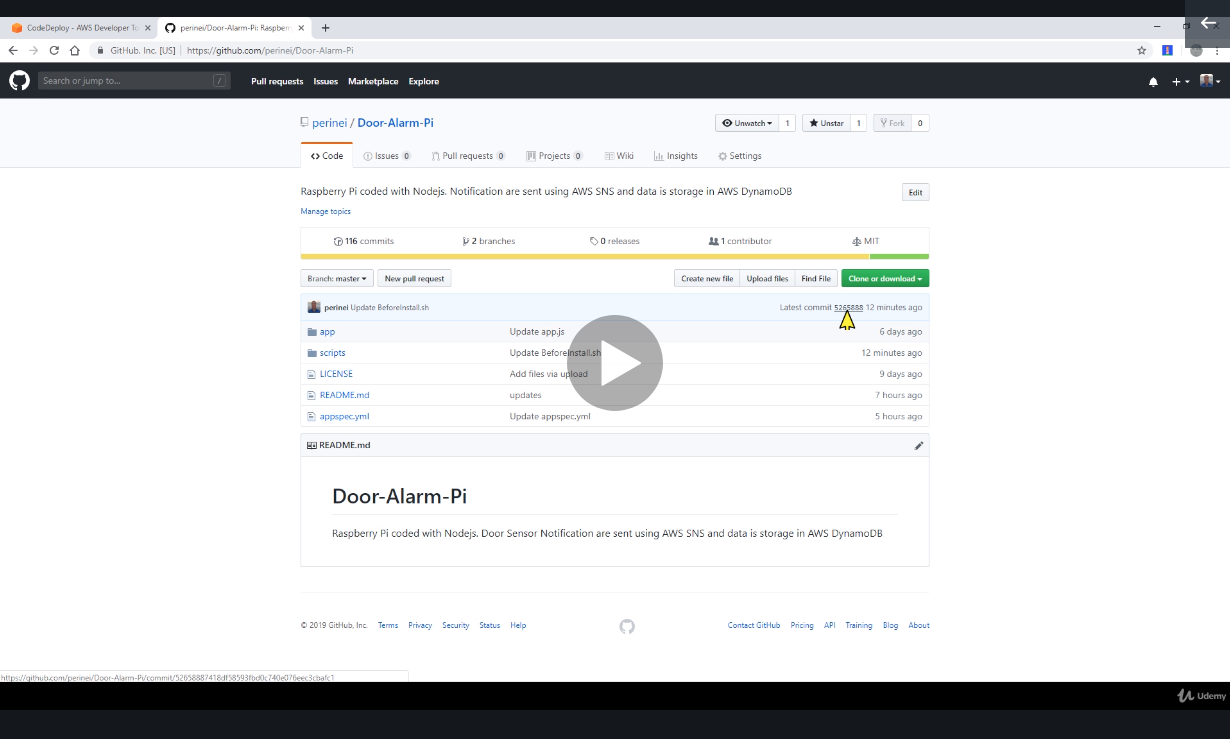 CodeDeploy - AWS Developer To
perinei/Door-Alarm-Pi: Raspberr
GitHub, Inc. [US] | https://github.com/perinei/Door-Alarm-Pi
Search or jump to... /
Pull requests Issues Marketplace Explore
perinei / Door-Alarm-Pi
Unwatch 1 Unstar 1 Fork 0
Code Issues 0 Pull requests 0 Projects 0 Wiki Insights Settings
Raspberry Pi coded with Nodejs. Notification are sent using AWS SNS and data is storage in AWS DynamoDB
Edit
Manage topics
116 commits 2 branches 0 releases 1 contributor MIT
Branch: master New pull request Create new file Upload files Find File Clone or download
perinei Update BeforeInstall.sh Latest commit 5265888 12 minutes ago
app Update app.js 6 days ago
scripts Update BeforeInstall.sh 12 minutes ago
LICENSE Add files via upload 9 days ago
README.md updates 7 hours ago
appspec.yml Update appspec.yml 5 hours ago
README.md
Door-Alarm-Pi
Raspberry Pi coded with Nodejs. Door Sensor Notification are sent using AWS SNS and data is storage in AWS DynamoDB
© 2019 GitHub, Inc. Terms Privacy Security Status Help Contact GitHub Pricing API Training Blog About
https://github.com/perinei/Door-Alarm-Pi/commit/52658887418df58593fbd0c740e076eec3cbafc1
Udemy